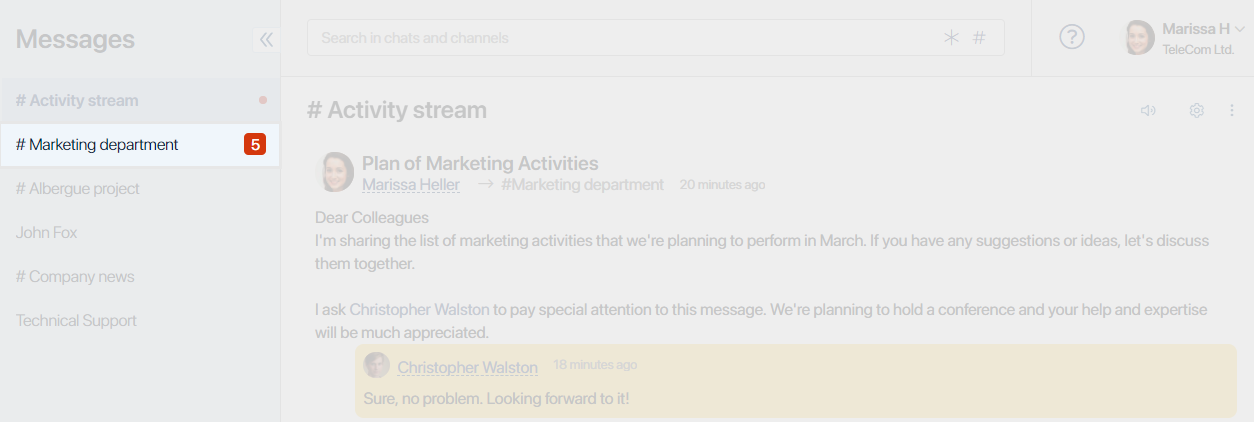 Messages
Search in chats and channels
#
?
Marissa H
TeleCom Ltd.
# Activity stream
# Marketing department 5
# Albergue project
John Fox
# Company news
Technical Support
# Activity stream
Plan of Marketing Activities
Marissa Heller → #Marketing department 20 minutes ago
Dear Colleagues
I'm sharing the list of marketing activities that we're planning to perform in March. If you have any suggestions or ideas, let's discuss
them together.
I ask Christopher Walston to pay special attention to this message. We're planning to hold a conference and your help and expertise
will be much appreciated.
Christopher Walston 18 minutes ago
Sure, no problem. Looking forward to it!